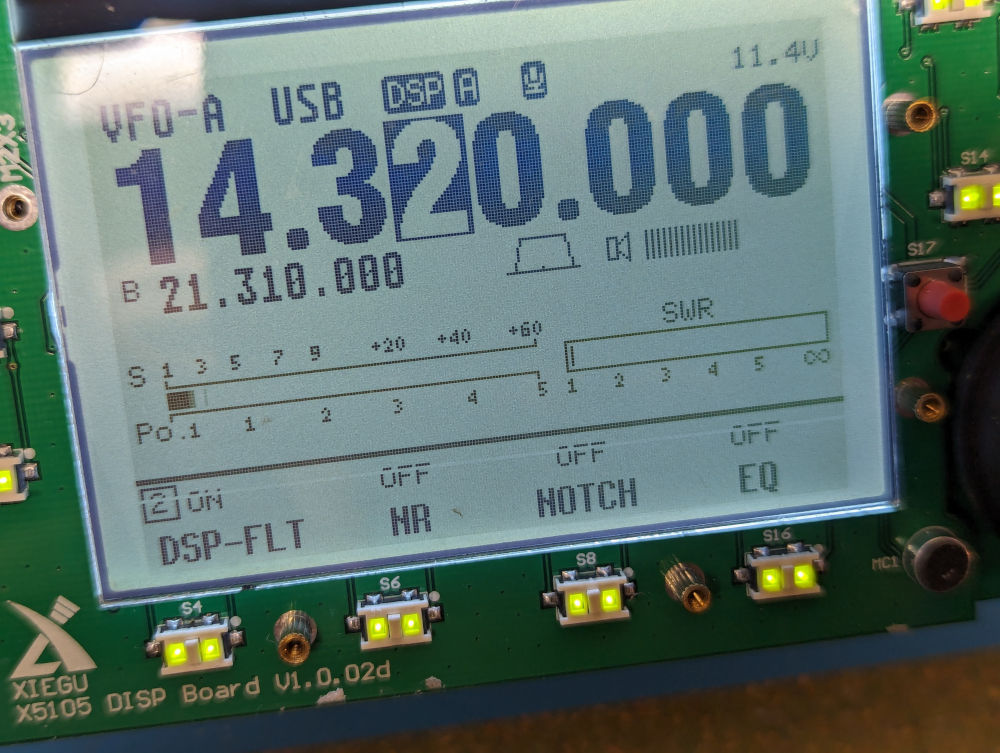 11.4V
VFO-A USB DSP A
14.320.000
B 21.310.000
SWR
S 1 3 5 7 9 +20 +40 +60
1 2 3 4 5 ∞
Po .1 1 2 3 4 5
2 ON OFF OFF OFF
DSP-FLT NR NOTCH EQ
M2X3
S14
S17
S4 S6 S8 S16
MC1
XIEGU
X5105 DISP Board V1.0.02d